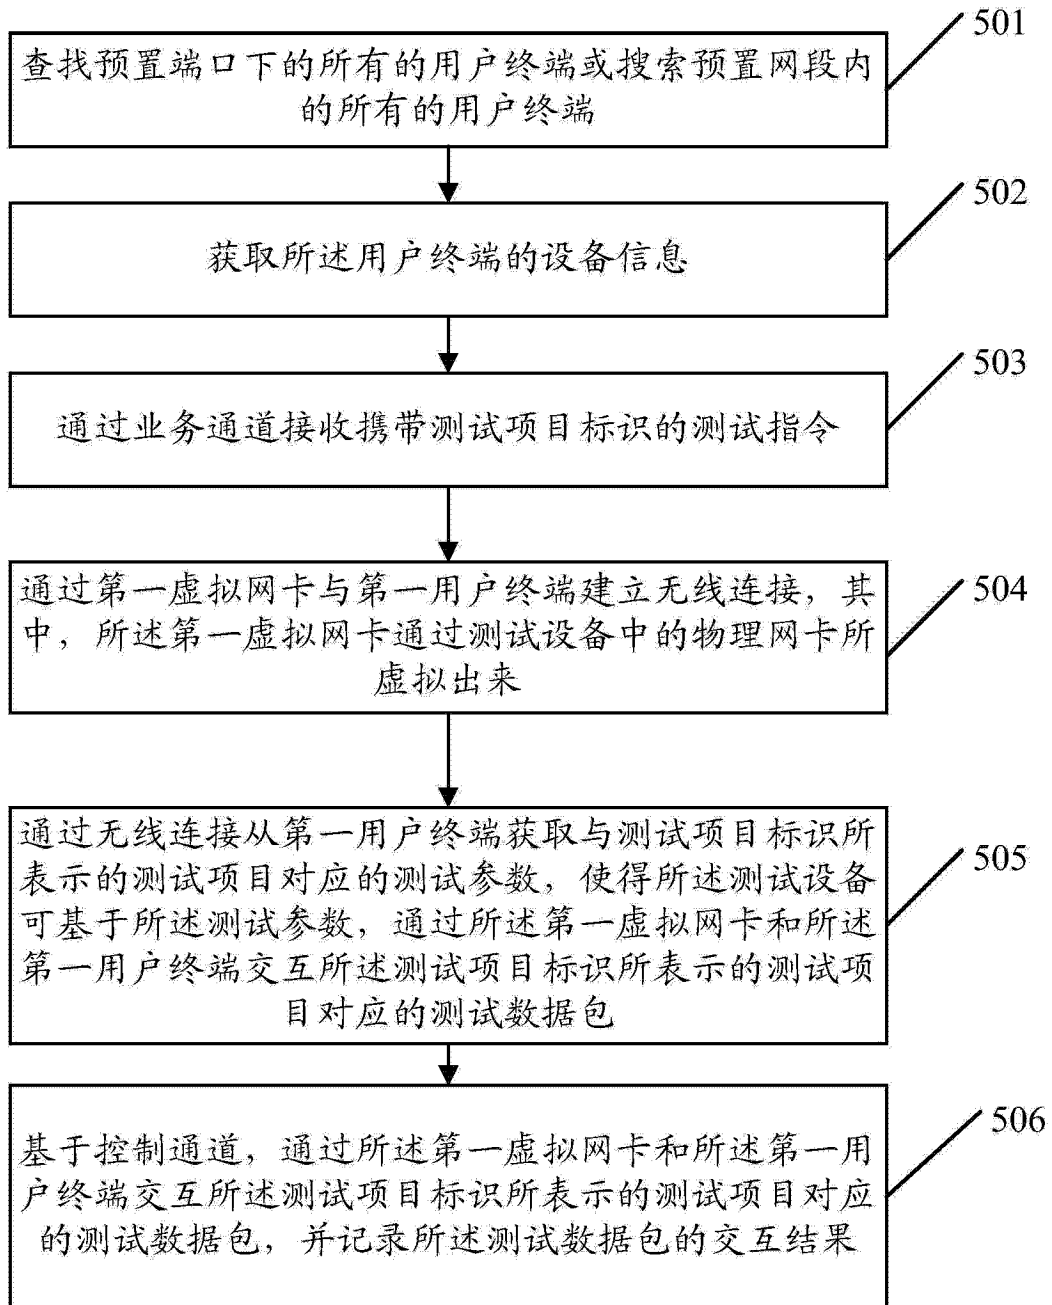 501
查找预置端口下的所有的用户终端或搜索预置网段内
的所有的用户终端
502
获取所述用户终端的设备信息
503
通过业务通道接收携带测试项目标识的测试指令
504
通过第一虚拟网卡与第一用户终端建立无线连接，其
中，所述第一虚拟网卡通过测试设备中的物理网卡所
虚拟出来
505
通过无线连接从第一用户终端获取与测试项目标识所
表示的测试项目对应的测试参数，使得所述测试设备
可基于所述测试参数，通过所述第一虚拟网卡和所述
第一用户终端交互所述测试项目标识所表示的测试项
目对应的测试数据包
506
基于控制通道，通过所述第一虚拟网卡和所述第一用
户终端交互所述测试项目标识所表示的测试项目对应
的测试数据包，并记录所述测试数据包的交互结果